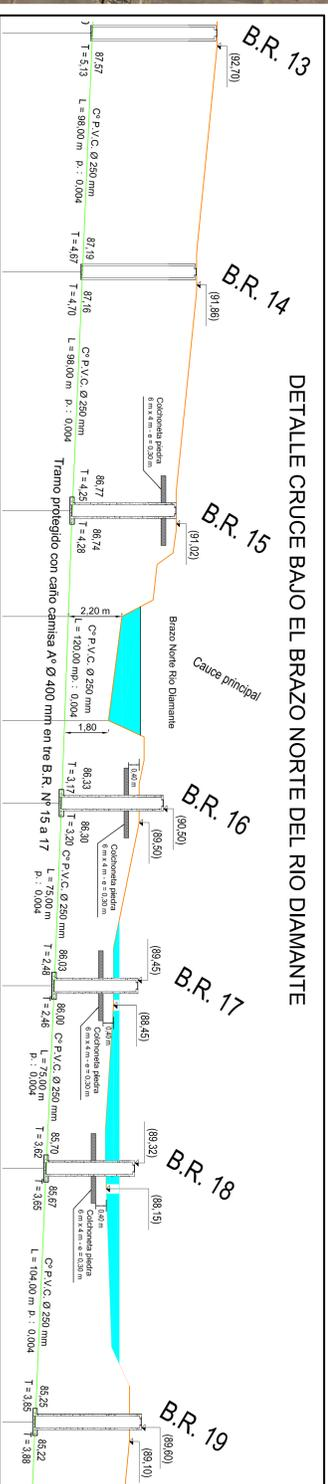 DETALLE CRUCE BAJO EL BRAZO NORTE DEL RIO DIAMANTE
B.R. 13
(92,70)
87,57
T = 5,13
Cº P.V.C. Ø 250 mm
L = 98,00 m p. : 0,004
B.R. 14
(91,86)
87,19
T = 4,67
87,16
T = 4,70
Cº P.V.C. Ø 250 mm
L = 98,00 m p. : 0,004
B.R. 15
(91,02)
Colchoneta piedra
6 m x 4 m - e = 0,30 m
86,77
T = 4,25
86,74
T = 4,28
Tramo protegido con caño camisa Aº Ø 400 mm en tre B.R. Nº 15 a 17
Cauce principal
Brazo Norte Rio Diamante
2,20 m
Cº P.V.C. Ø 250 mm
L = 120,00 mp. : 0,004
1,80
B.R. 16
(90,50)
(89,50)
0,40 m
Colchoneta piedra
6 m x 4 m - e = 0,30 m
86,33
T = 3,17
86,30
T = 3,20
Cº P.V.C. Ø 250 mm
L = 75,00 m
p. : 0,004
B.R. 17
(89,45)
(88,45)
0,40 m
Colchoneta piedra
6 m x 4 m - e = 0,30 m
86,03
T = 2,48
86,00
T = 2,46
Cº P.V.C. Ø 250 mm
L = 75,00 m
p. : 0,004
B.R. 18
(89,32)
(88,15)
0,40 m
Colchoneta piedra
6 m x 4 m - e = 0,30 m
85,70
T = 3,62
85,67
T = 3,65
Cº P.V.C. Ø 250 mm
L = 104,00 m p. : 0,004
B.R. 19
(89,60)
(89,10)
85,25
T = 3,85
85,22
T = 3,88